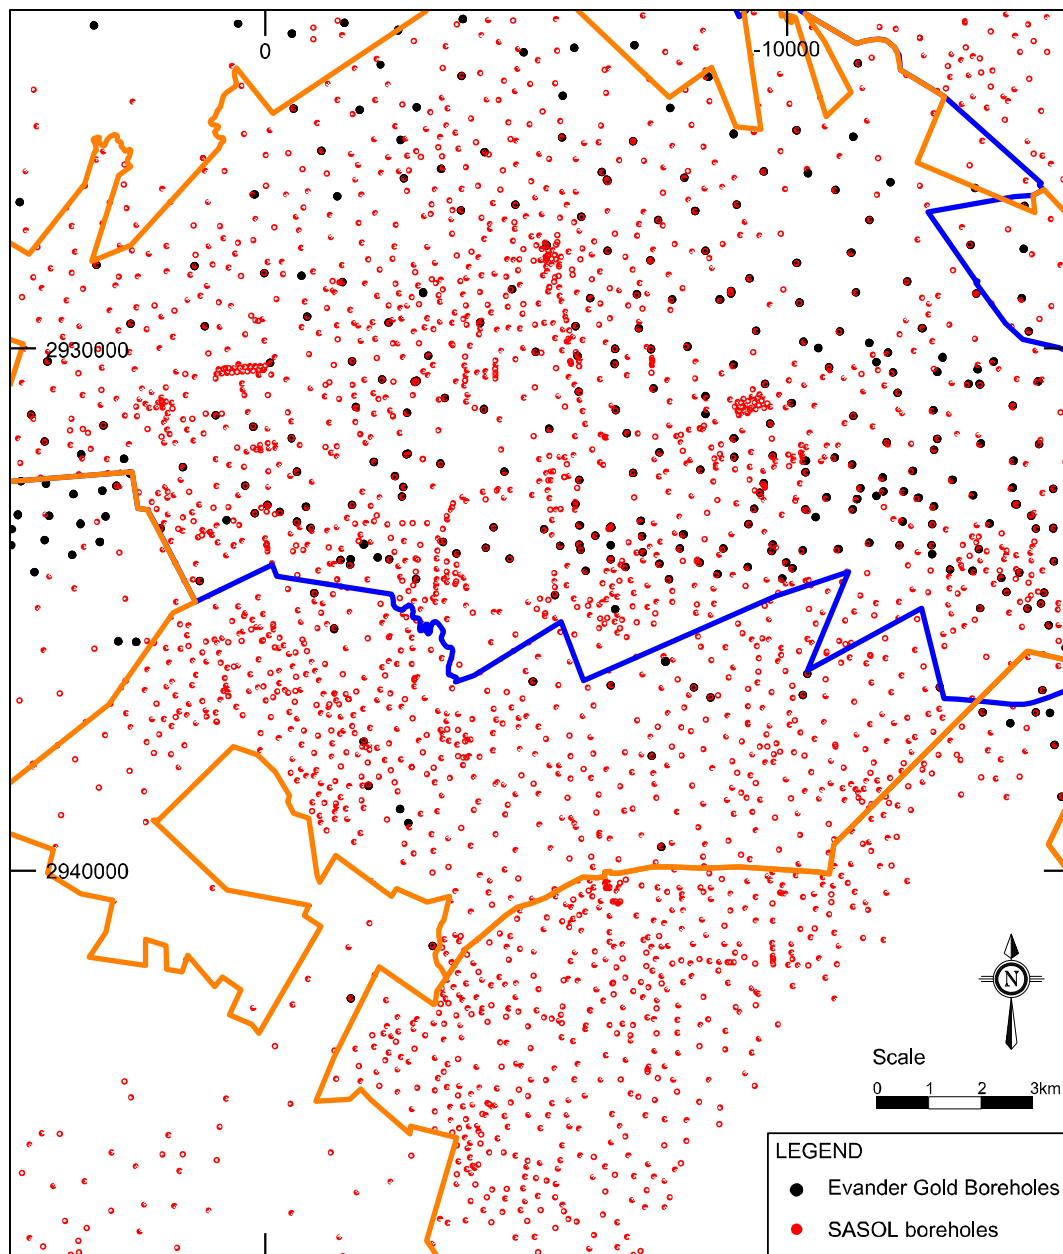 0
-10000
2930000
2940000
N
Scale
0 1 2 3km
LEGEND
Evander Gold Boreholes
SASOL boreholes